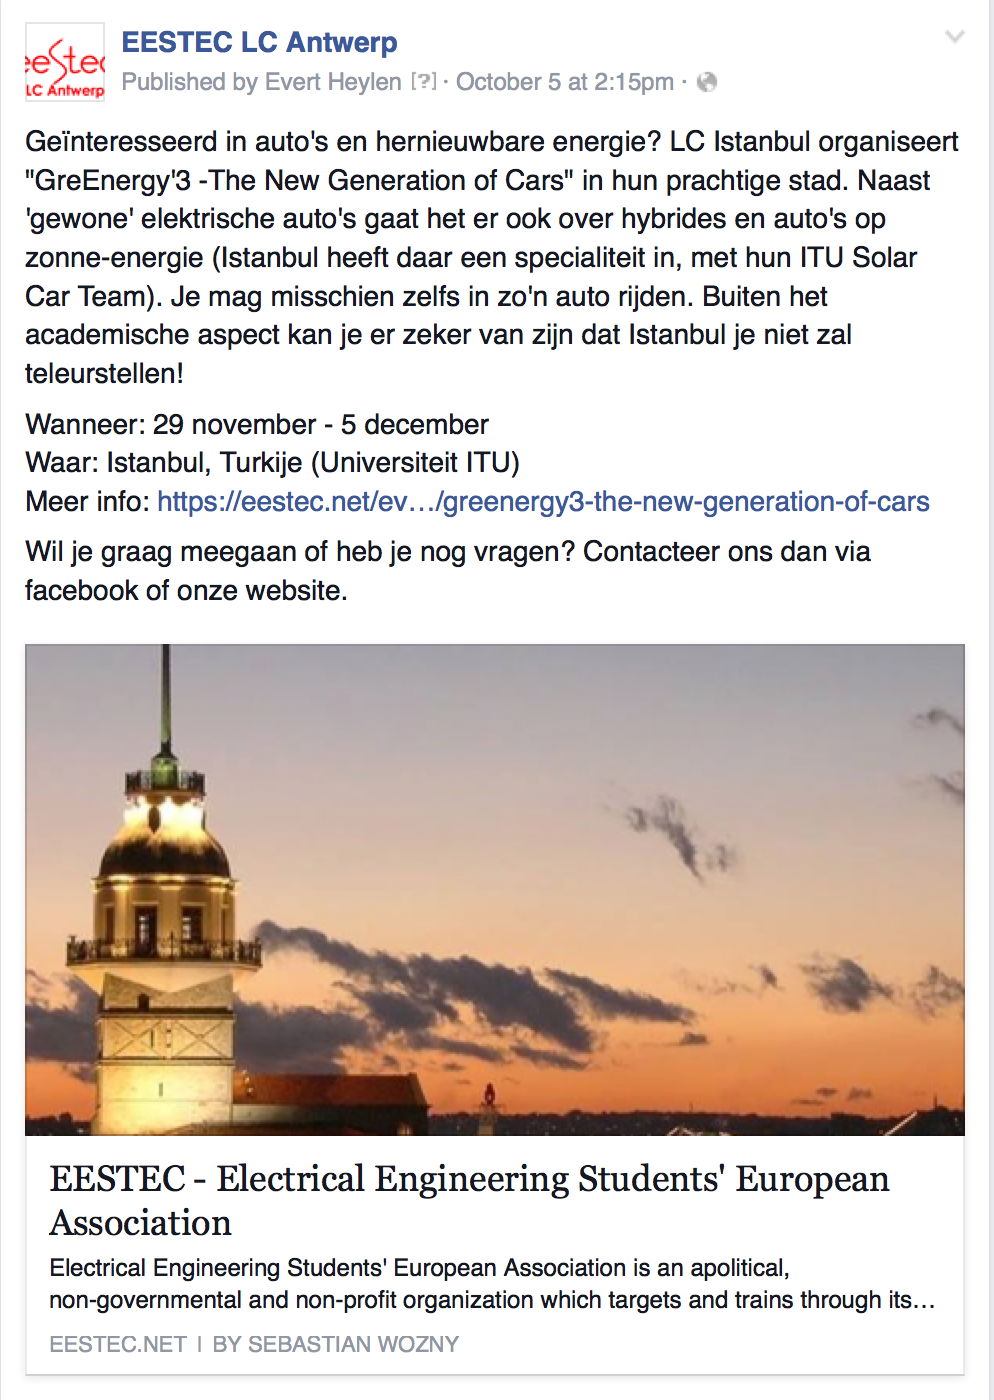 eestec
LC Antwerp
EESTEC LC Antwerp
Published by Evert Heylen [?] · October 5 at 2:15pm ·
Geïnteresseerd in auto's en hernieuwbare energie? LC Istanbul organiseert
"GreEnergy'3 -The New Generation of Cars" in hun prachtige stad. Naast
'gewone' elektrische auto's gaat het er ook over hybrides en auto's op
zonne-energie (Istanbul heeft daar een specialiteit in, met hun ITU Solar
Car Team). Je mag misschien zelfs in zo'n auto rijden. Buiten het
academische aspect kan je er zeker van zijn dat Istanbul je niet zal
teleurstellen!
Wanneer: 29 november - 5 december
Waar: Istanbul, Turkije (Universiteit ITU)
Meer info: https://eestec.net/ev…/greenergy3-the-new-generation-of-cars
Wil je graag meegaan of heb je nog vragen? Contacteer ons dan via
facebook of onze website.
EESTEC - Electrical Engineering Students' European
Association
Electrical Engineering Students' European Association is an apolitical,
non-governmental and non-profit organization which targets and trains through its...
EESTEC.NET | BY SEBASTIAN WOZNY